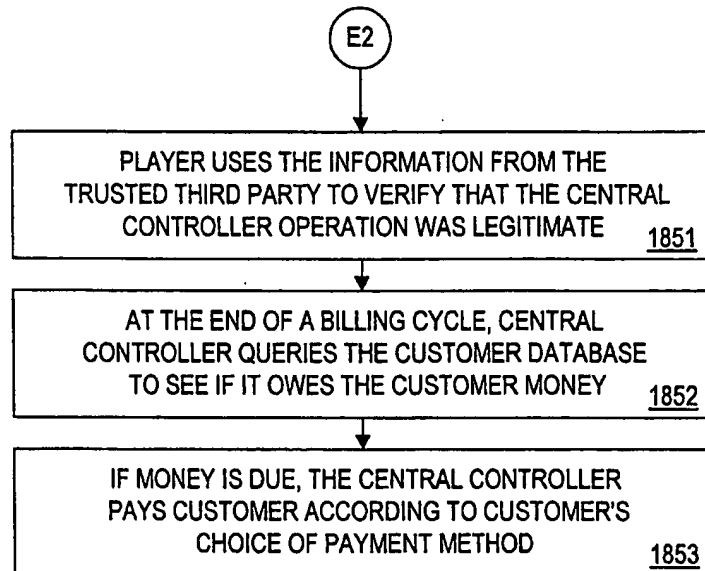 E2
PLAYER USES THE INFORMATION FROM THE
TRUSTED THIRD PARTY TO VERIFY THAT THE CENTRAL
CONTROLLER OPERATION WAS LEGITIMATE
1851
AT THE END OF A BILLING CYCLE, CENTRAL
CONTROLLER QUERIES THE CUSTOMER DATABASE
TO SEE IF IT OWES THE CUSTOMER MONEY
1852
IF MONEY IS DUE, THE CENTRAL CONTROLLER
PAYS CUSTOMER ACCORDING TO CUSTOMER'S
CHOICE OF PAYMENT METHOD
1853